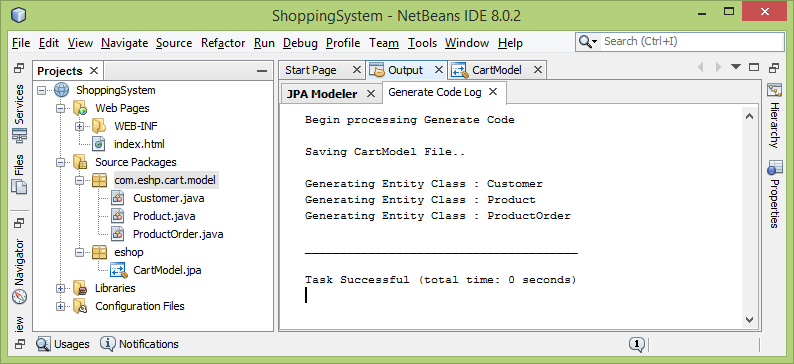 ShoppingSystem - NetBeans IDE 8.0.2
File Edit View Navigate Source Refactor Run Debug Profile Team Tools Window Help
Search (Ctrl+I)
Projects
Start Page
Output
CartModel
JPA Modeler
Generate Code Log
Services
Files
Navigator
iew
ShoppingSystem
Web Pages
WEB-INF
index.html
Source Packages
com.eshp.cart.model
Customer.java
Product.java
ProductOrder.java
eshop
CartModel.jpa
Libraries
Configuration Files
Begin processing Generate Code
Saving CartModel File..
Generating Entity Class : Customer
Generating Entity Class : Product
Generating Entity Class : ProductOrder
Task Successful (total time: 0 seconds)
Hierarchy
Properties
Usages
Notifications
1